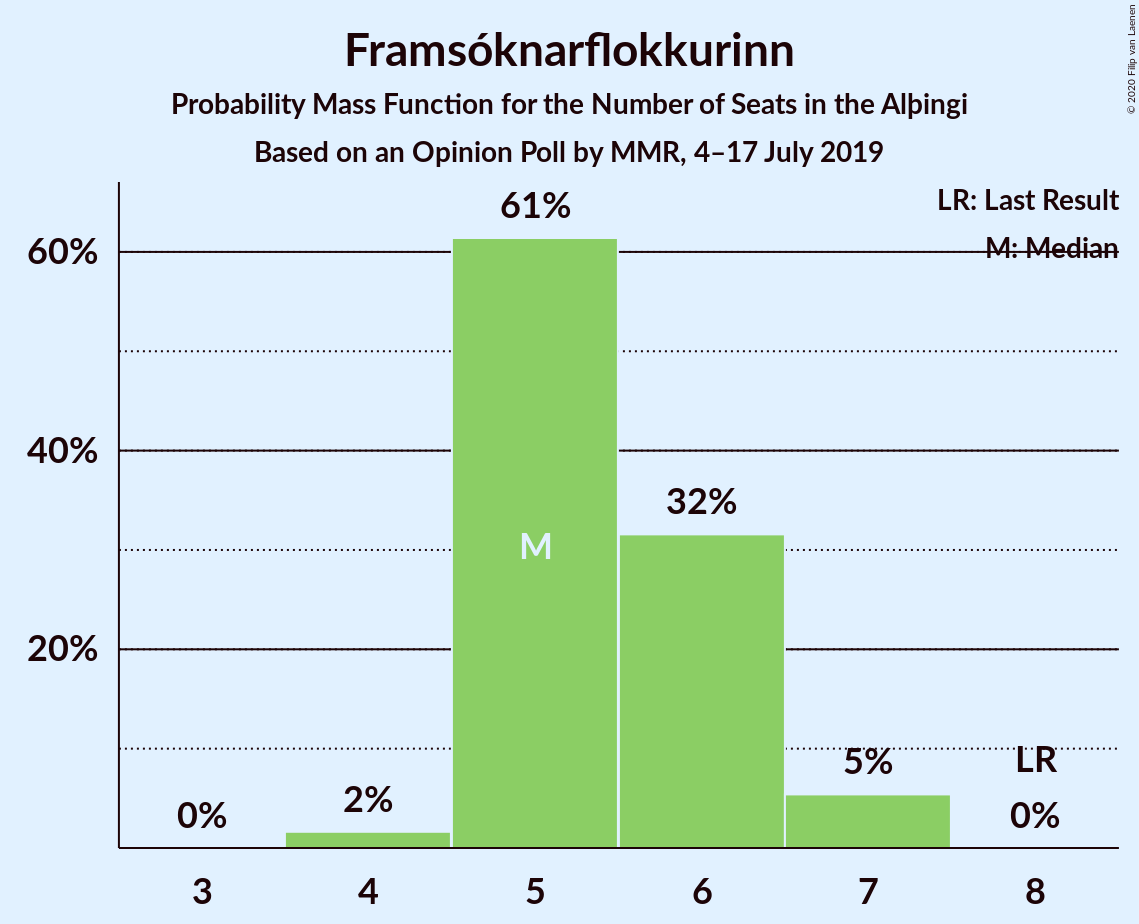 Framsóknarflokkurinn
Probability Mass Function for the Number of Seats in the Alþingi
Based on an Opinion Poll by MMR, 4–17 July 2019
© 2020 Filip van Laenen
LR: Last Result
M: Median
60%
40%
20%
0%
2%
61%
M
32%
5%
LR
0%
3 4 5 6 7 8